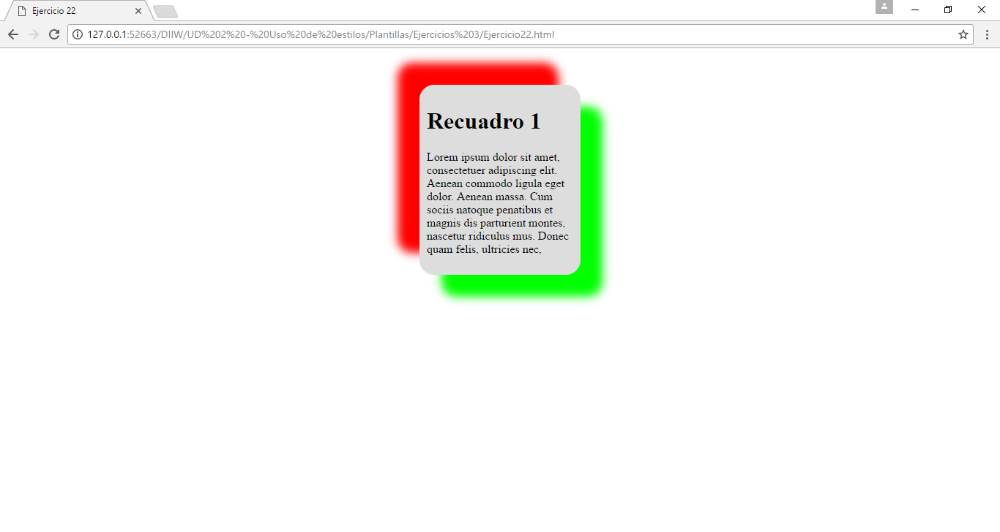 Ejercicio 22
127.0.0.1:52663/DIIW/UD%202%20-%20Uso%20de%20estilos/Plantillas/Ejercicios%203/Ejercicio22.html
Recuadro 1
Lorem ipsum dolor sit amet,
consectetuer adipiscing elit.
Aenean commodo ligula eget
dolor. Aenean massa. Cum
sociis natoque penatibus et
magnis dis parturient montes,
nascetur ridiculus mus. Donec
quam felis, ultricies nec,